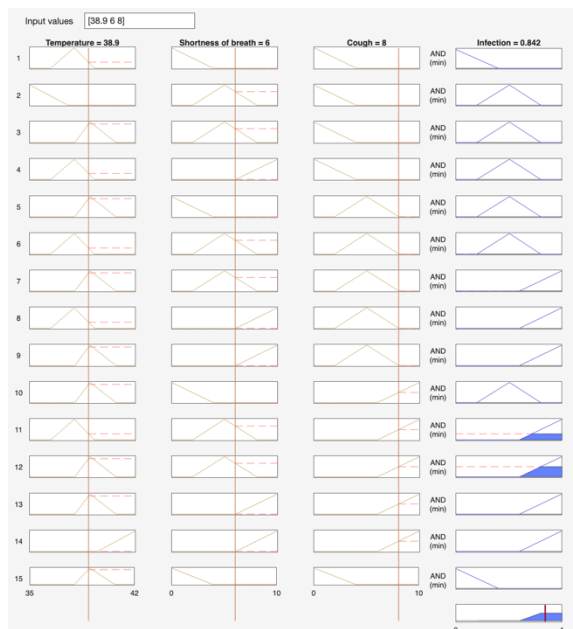 Input values [38.9 6 8]
Temperature = 38.9 Shortness of breath = 6 Cough = 8 Infection = 0.842
1 AND
(min)
2 AND
(min)
3 AND
(min)
4 AND
(min)
5 AND
(min)
6 AND
(min)
7 AND
(min)
8 AND
(min)
9 AND
(min)
10 AND
(min)
11 AND
(min)
12 AND
(min)
13 AND
(min)
14 AND
(min)
15 AND
(min)
35 42 0 10 0 10